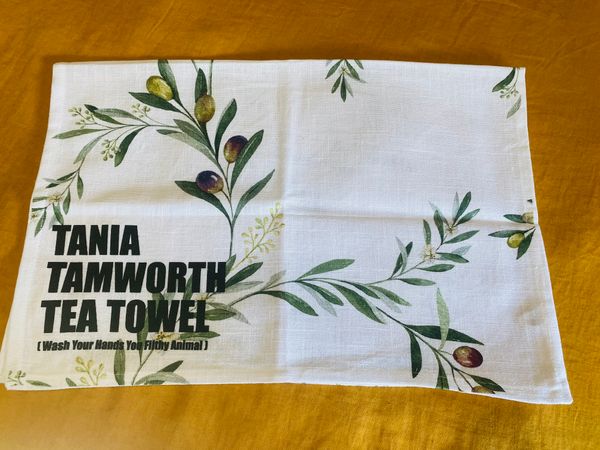 TANIA
TAMWORTH
TEA TOWEL
( Wash Your Hands You Filthy Animal )